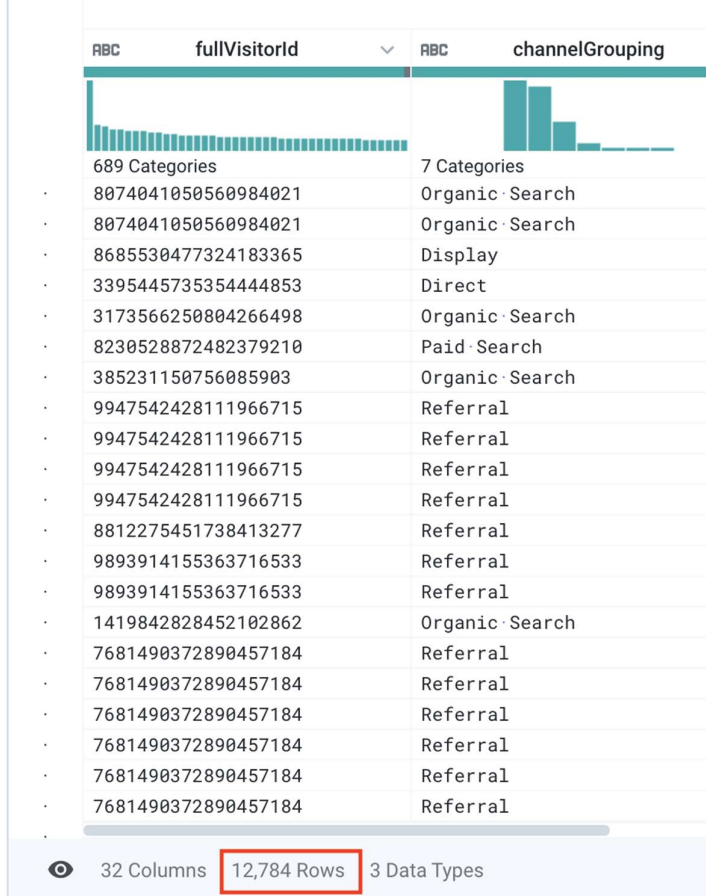 ABC fullVisitorId ABC channelGrouping
689 Categories 7 Categories
8074041050560984021 Organic·Search
8074041050560984021 Organic·Search
8685530477324183365 Display
3395445735354444853 Direct
3173566250804266498 Organic·Search
8230528872482379210 Paid·Search
385231150756085903 Organic·Search
9947542428111966715 Referral
9947542428111966715 Referral
9947542428111966715 Referral
9947542428111966715 Referral
8812275451738413277 Referral
9893914155363716533 Referral
9893914155363716533 Referral
1419842828452102862 Organic·Search
7681490372890457184 Referral
7681490372890457184 Referral
7681490372890457184 Referral
7681490372890457184 Referral
7681490372890457184 Referral
7681490372890457184 Referral
32 Columns 12,784 Rows 3 Data Types